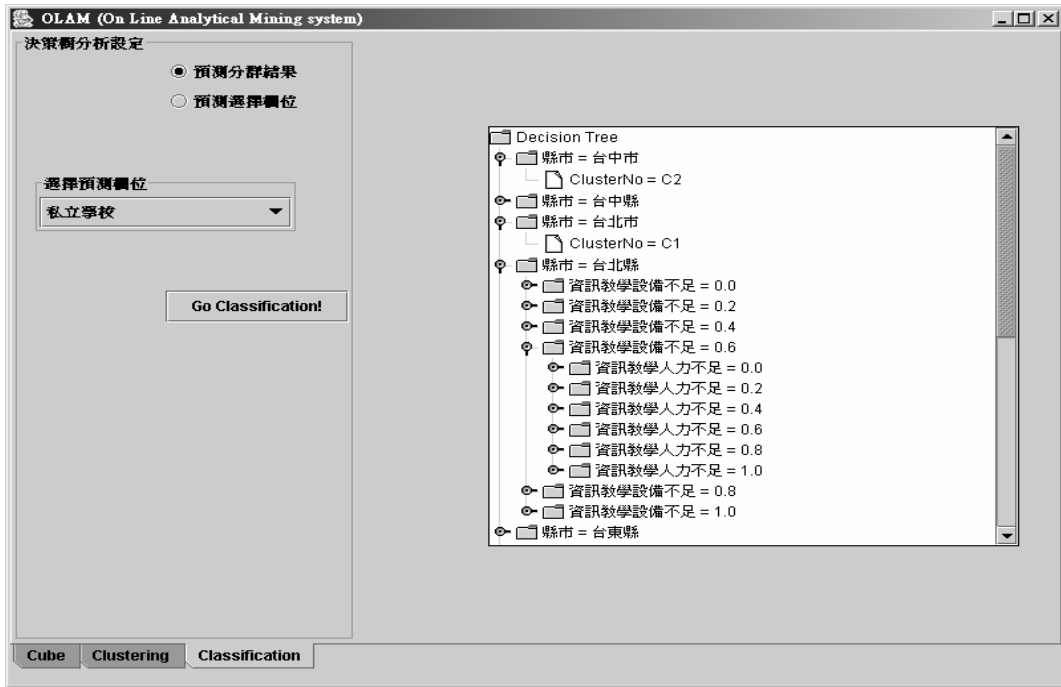 OLAM (On Line Analytical Mining system)
決策樹分析設定
預測分群結果
預測選擇欄位
選擇預測欄位
私立學校
Go Classification!
Decision Tree
縣市 = 台中市
ClusterNo = C2
縣市 = 台中縣
縣市 = 台北市
ClusterNo = C1
縣市 = 台北縣
資訊教學設備不足 = 0.0
資訊教學設備不足 = 0.2
資訊教學設備不足 = 0.4
資訊教學設備不足 = 0.6
資訊教學人力不足 = 0.0
資訊教學人力不足 = 0.2
資訊教學人力不足 = 0.4
資訊教學人力不足 = 0.6
資訊教學人力不足 = 0.8
資訊教學人力不足 = 1.0
資訊教學設備不足 = 0.8
資訊教學設備不足 = 1.0
縣市 = 台東縣
Cube Clustering Classification